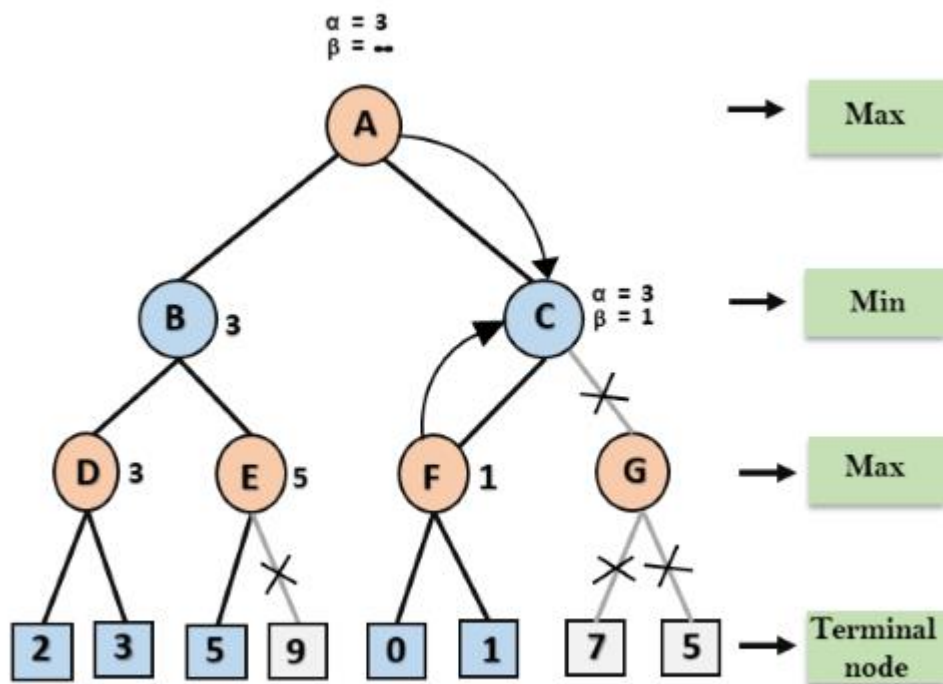 α = 3
β = ∞
A
Max
B
3
C
α = 3
β = 1
Min
D
3
E
5
F
1
G
Max
2
3
5
9
0
1
7
5
Terminal
node